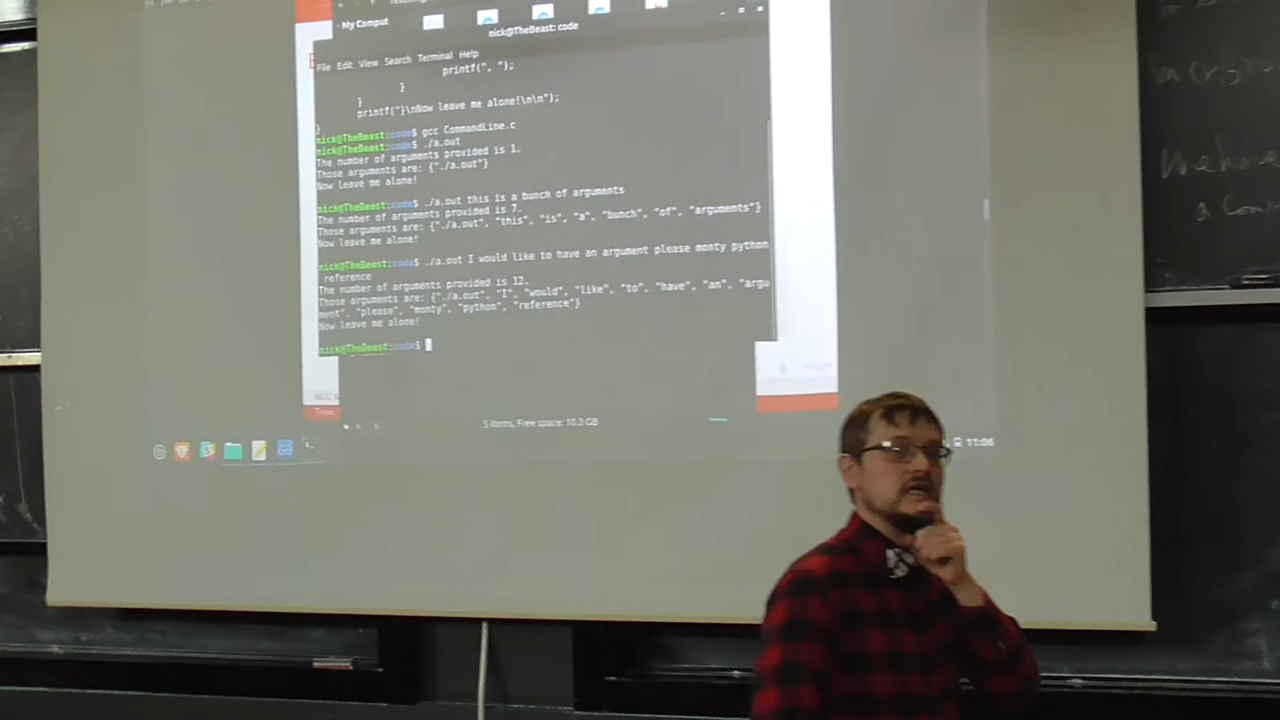 My Comput
nick@TheBeast: code
File Edit View Search Terminal Help
printf(", ");
}
}
printf("}\nNow leave me alone!\n\n");
}
nick@TheBeast:code$ gcc CommandLine.c
nick@TheBeast:code$ ./a.out
The number of arguments provided is 1.
Those arguments are: {"./a.out"}
Now leave me alone!
nick@TheBeast:code$ ./a.out this is a bunch of arguments
The number of arguments provided is 7.
Those arguments are: {"./a.out", "this", "is", "a", "bunch", "of", "arguments"}
Now leave me alone!
nick@TheBeast:code$ ./a.out I would like to have an argument please monty python
reference
The number of arguments provided is 12.
Those arguments are: {"./a.out", "I", "would", "like", "to", "have", "an", "argu
ment", "please", "monty", "python", "reference"}
Now leave me alone!
nick@TheBeast:code$
5 items, Free space: 10.3 GB
11:06